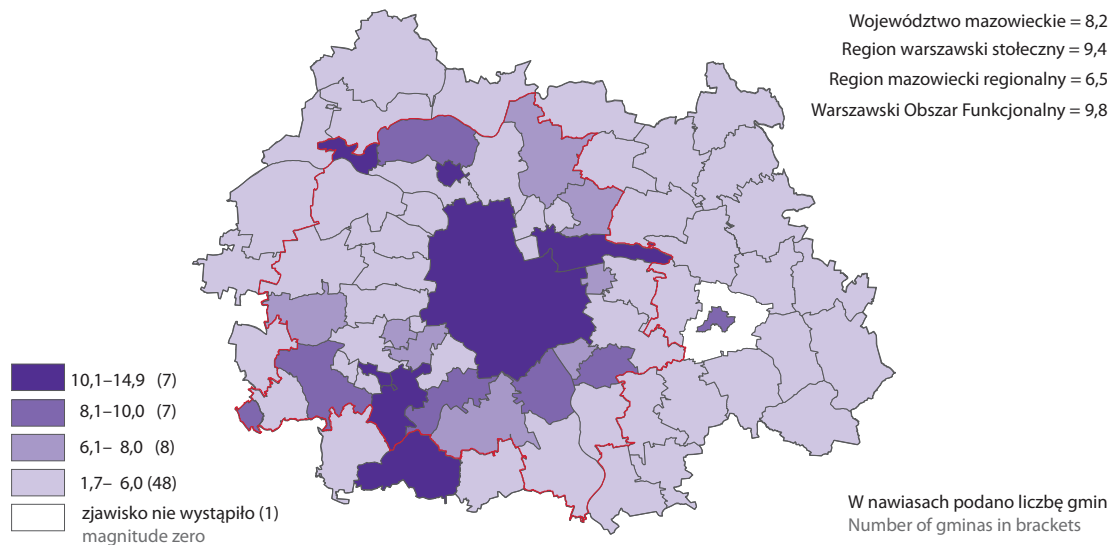 Województwo mazowieckie = 8,2
Region warszawski stołeczny = 9,4
Region mazowiecki regionalny = 6,5
Warszawski Obszar Funkcjonalny = 9,8
10,1–14,9 (7)
8,1–10,0 (7)
6,1– 8,0 (8)
1,7– 6,0 (48)
zjawisko nie wystąpiło (1)
magnitude zero
W nawiasach podano liczbę gmin
Number of gminas in brackets